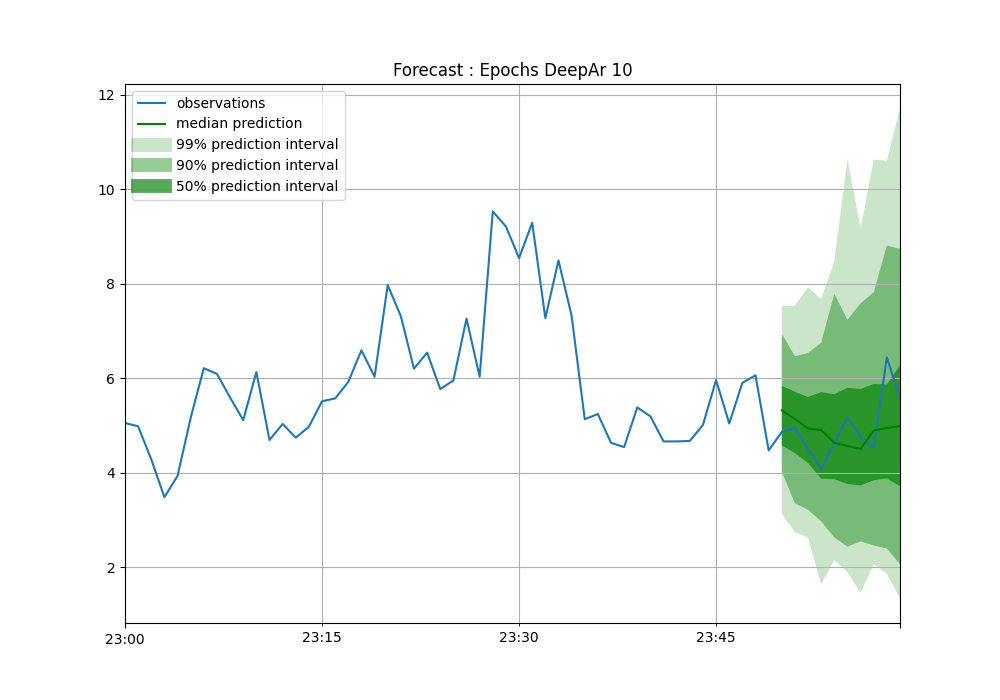 Forecast : Epochs DeepAr 10
observations
median prediction
99% prediction interval
90% prediction interval
50% prediction interval
12
10
8
6
4
2
23:00
23:15
23:30
23:45